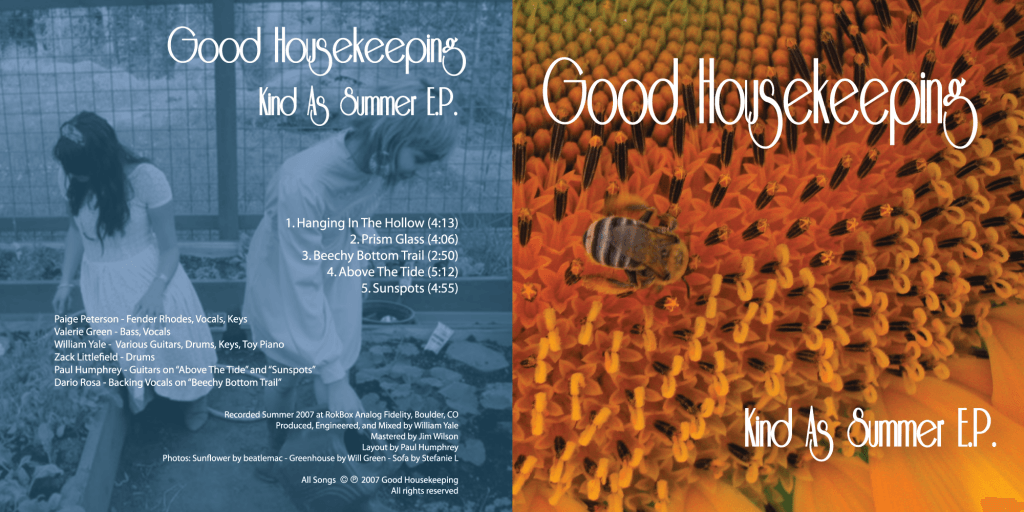 Good Housekeeping
Kind As Summer E.P.
1. Hanging In The Hollow (4:13)
2. Prism Glass (4:06)
3. Beechy Bottom Trail (2:50)
4. Above The Tide (5:12)
5. Sunspots (4:55)
Paige Peterson - Fender Rhodes, Vocals, Keys
Valerie Green - Bass, Vocals
William Yale - Various Guitars, Drums, Keys, Toy Piano
Zack Littlefield - Drums
Paul Humphrey - Guitars on "Above The Tide" and "Sunspots"
Dario Rosa - Backing Vocals on "Beechy Bottom Trail"
Recorded Summer 2007 at RokBox Analog Fidelity, Boulder, CO
Produced, Engineered, and Mixed by William Yale
Mastered by Jim Wilson
Layout by Paul Humphrey
Photos: Sunflower by beatlemac - Greenhouse by Will Green - Sofa by Stefanie L
All Songs © ℗ 2007 Good Housekeeping
All rights reserved
Good Housekeeping
Kind As Summer E.P.